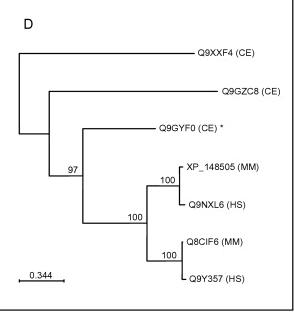 D
Q9XXF4 (CE)
Q9GZC8 (CE)
Q9GYF0 (CE) *
97
XP_148505 (MM)
100
Q9NXL6 (HS)
100
Q8CIF6 (MM)
100
Q9Y357 (HS)
0.344